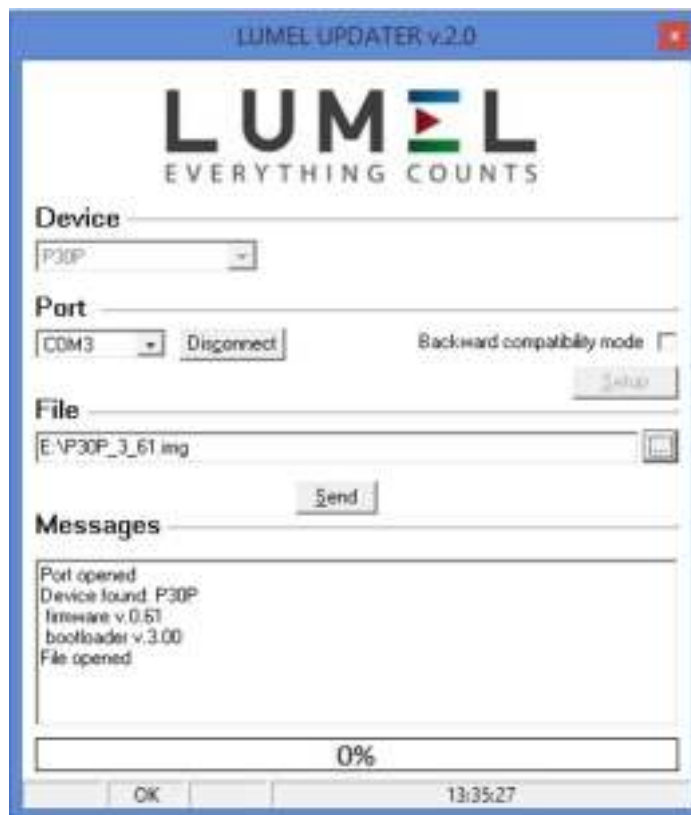 LUMEL UPDATER v.2.0
x
LUMEL
EVERYTHING COUNTS
Device
P30P
Port
COM3
Disconnect
Backward compatibility mode
Setup
File
E:\P30P_3_61.img
...
Send
Messages
Port opened
Device found: P30P
firmware v.0.61
bootloader v.3.00
File opened
0%
OK
13:35:27